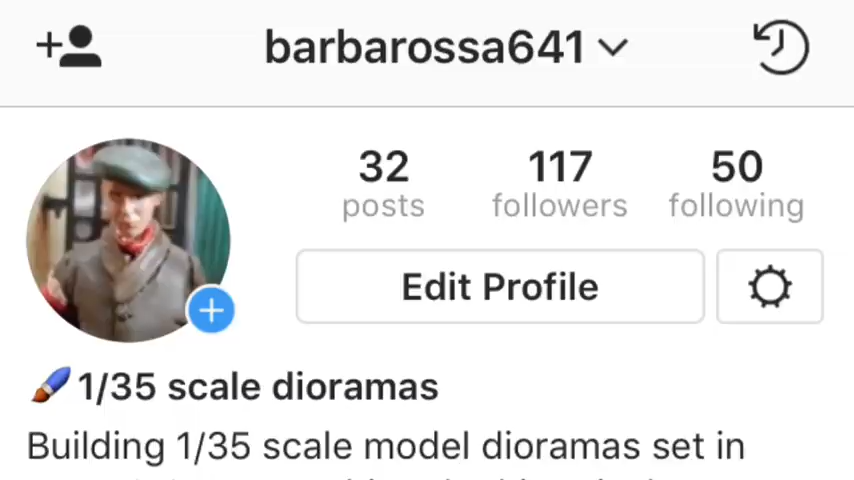 barbarossa641
32 117 50
posts followers following
Edit Profile
1/35 scale dioramas
Building 1/35 scale model dioramas set in